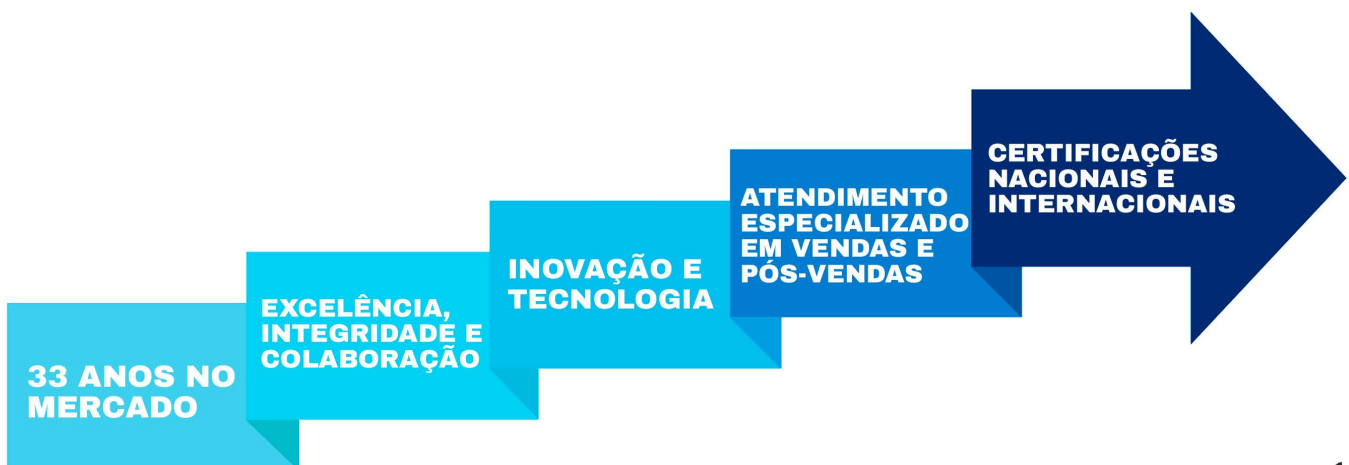 33 ANOS NO
MERCADO
EXCELÊNCIA,
INTEGRIDADE E
COLABORAÇÃO
INOVAÇÃO E
TECNOLOGIA
ATENDIMENTO
ESPECIALIZADO
EM VENDAS E
PÓS-VENDAS
CERTIFICAÇÕES
NACIONAIS E
INTERNACIONAIS